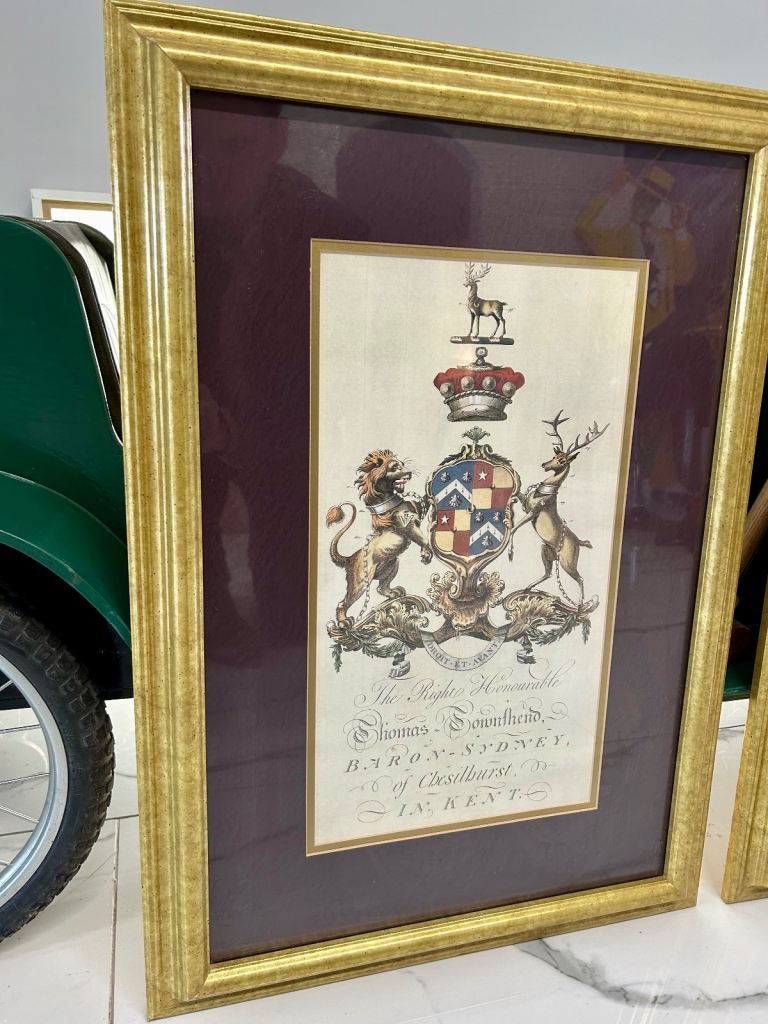 DROIT·ET·AVANT
The Right Honourable
Thomas Townshend,
BARON-SYDNEY,
of Chesilhurst,
IN KENT.